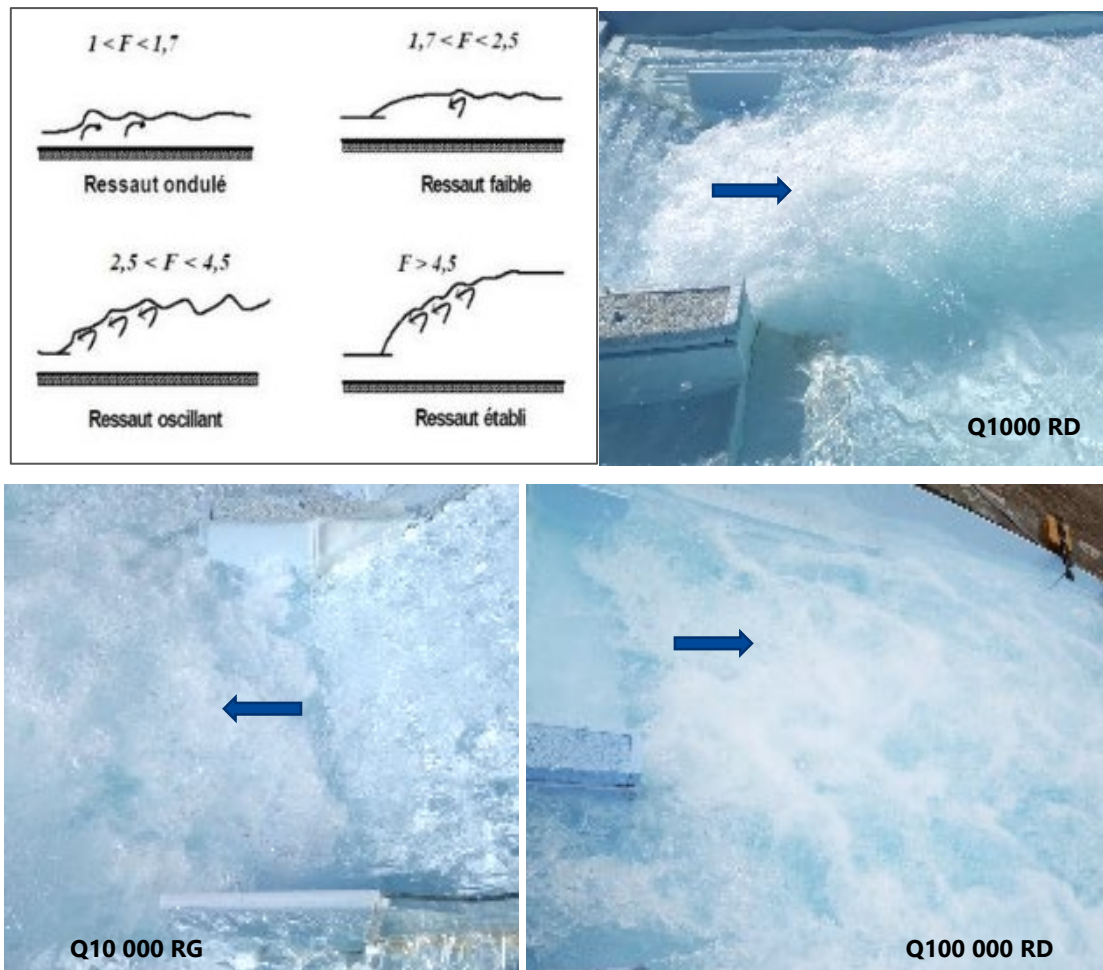 1 < F < 1,7
1,7 < F < 2,5
Ressaut ondulé
Ressaut faible
2,5 < F < 4,5
F > 4,5
Ressaut oscillant
Ressaut établi
Q1000 RD
Q10 000 RG
Q100 000 RD